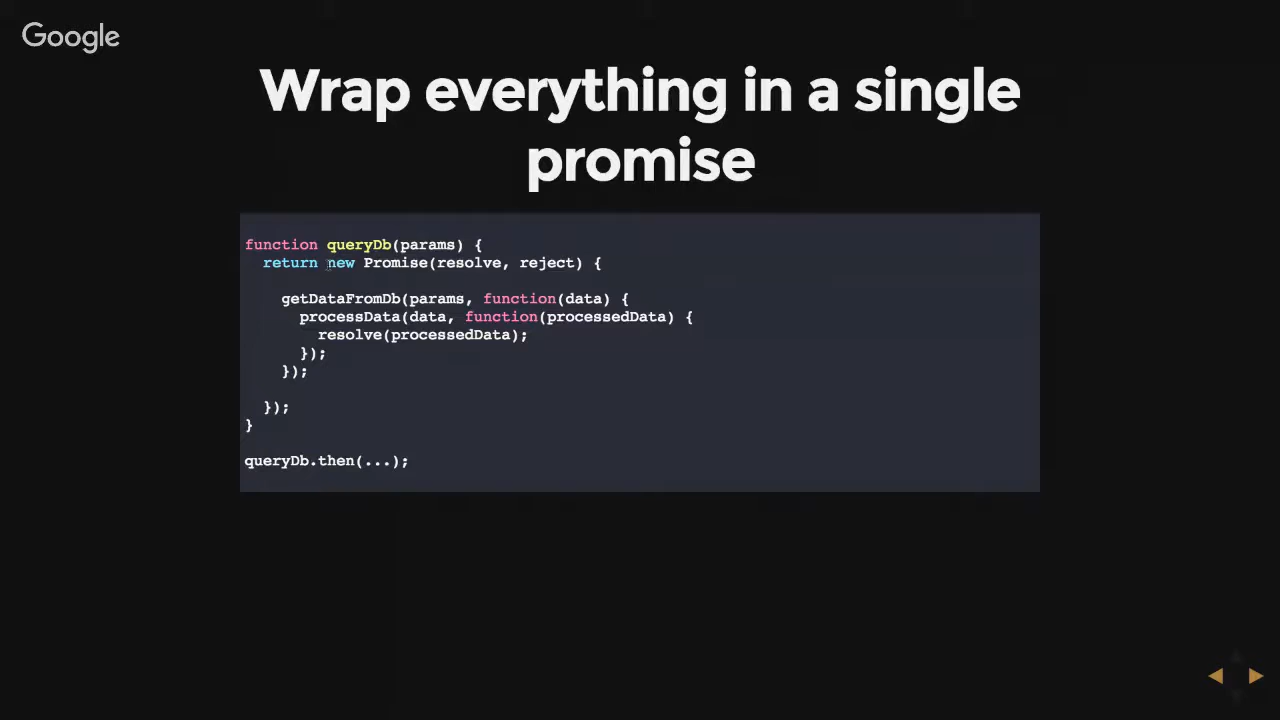 Google
Wrap everything in a single
promise
function queryDb(params) {
  return new Promise(resolve, reject) {

    getDataFromDb(params, function(data) {
      processData(data, function(processedData) {
        resolve(processedData);
      });
    });

  });
}

queryDb.then(...);